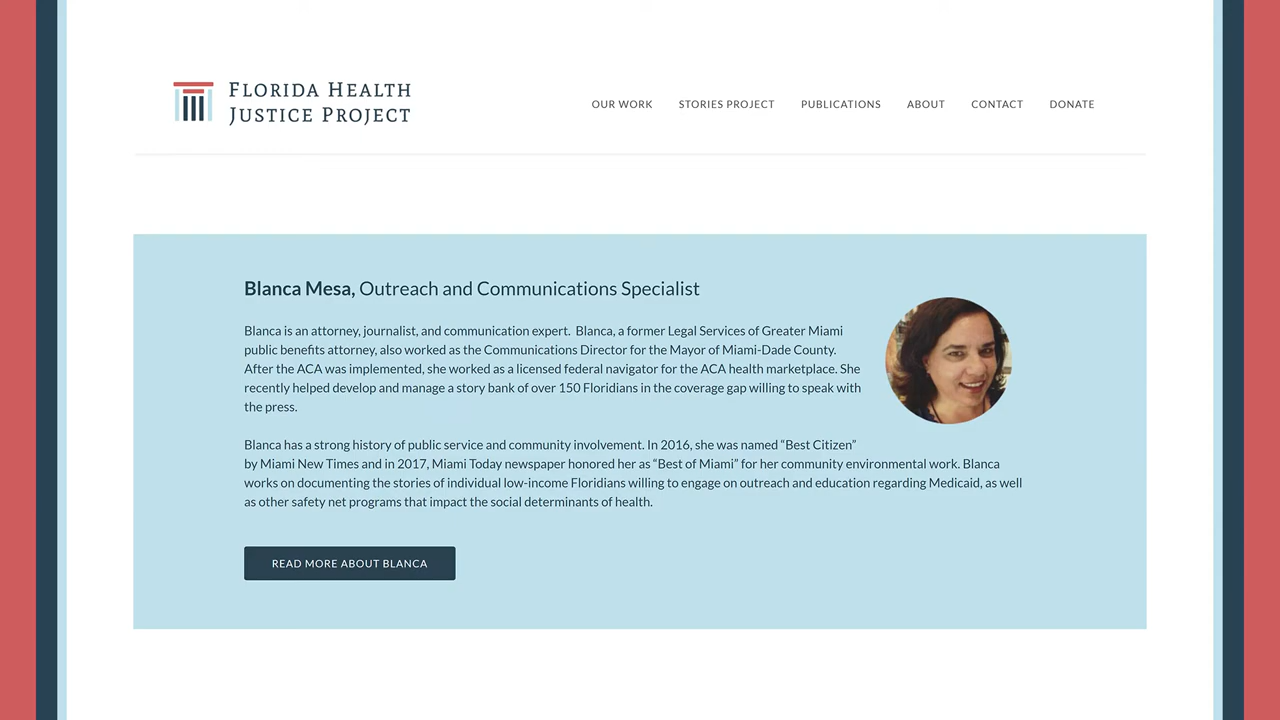 FLORIDA HEALTH
JUSTICE PROJECT
OUR WORK STORIES PROJECT PUBLICATIONS ABOUT CONTACT DONATE
Blanca Mesa, Outreach and Communications Specialist
Blanca is an attorney, journalist, and communication expert. Blanca, a former Legal Services of Greater Miami
public benefits attorney, also worked as the Communications Director for the Mayor of Miami-Dade County.
After the ACA was implemented, she worked as a licensed federal navigator for the ACA health marketplace. She
recently helped develop and manage a story bank of over 150 Floridians in the coverage gap willing to speak with
the press.
Blanca has a strong history of public service and community involvement. In 2016, she was named “Best Citizen”
by Miami New Times and in 2017, Miami Today newspaper honored her as “Best of Miami” for her community environmental work. Blanca
works on documenting the stories of individual low-income Floridians willing to engage on outreach and education regarding Medicaid, as well
as other safety net programs that impact the social determinants of health.
READ MORE ABOUT BLANCA